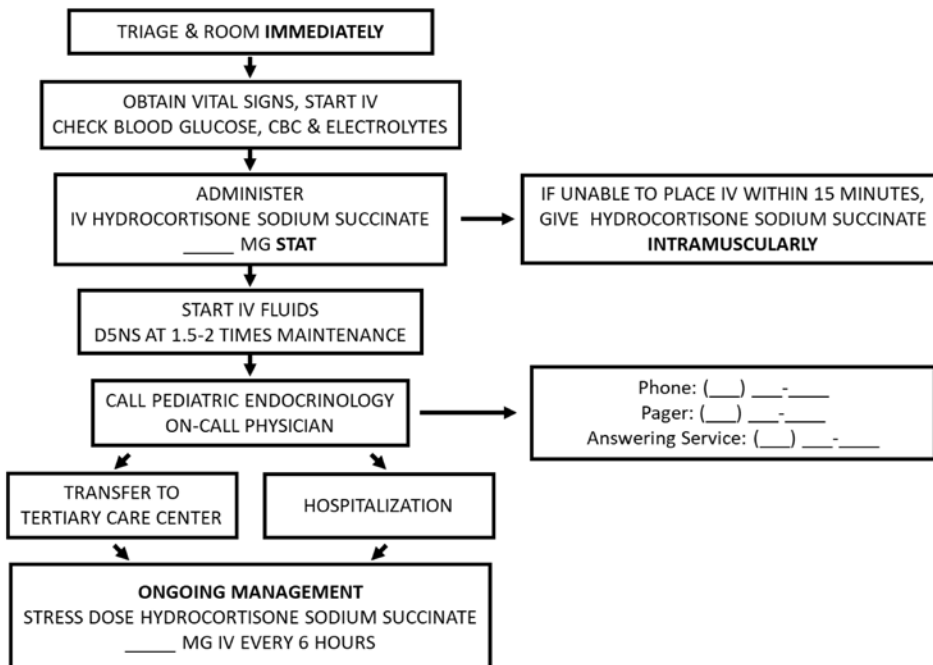 TRIAGE & ROOM IMMEDIATELY
OBTAIN VITAL SIGNS, START IV
CHECK BLOOD GLUCOSE, CBC & ELECTROLYTES
ADMINISTER
IV HYDROCORTISONE SODIUM SUCCINATE
_____ MG STAT
IF UNABLE TO PLACE IV WITHIN 15 MINUTES,
GIVE HYDROCORTISONE SODIUM SUCCINATE
INTRAMUSCULARLY
START IV FLUIDS
D5NS AT 1.5-2 TIMES MAINTENANCE
CALL PEDIATRIC ENDOCRINOLOGY
ON-CALL PHYSICIAN
Phone: (___) ___-____
Pager: (___) ___-____
Answering Service: (___) ___-____
TRANSFER TO
TERTIARY CARE CENTER
HOSPITALIZATION
ONGOING MANAGEMENT
STRESS DOSE HYDROCORTISONE SODIUM SUCCINATE
_____ MG IV EVERY 6 HOURS